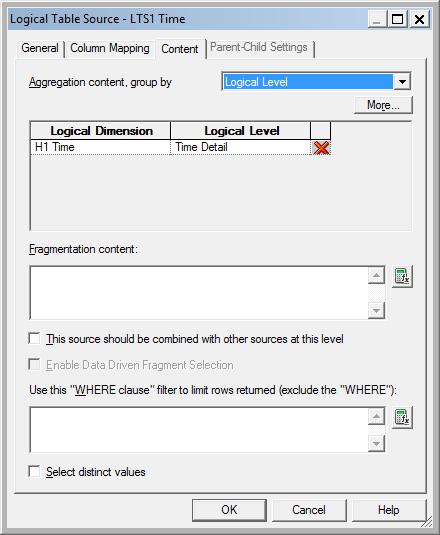 Logical Table Source - LTS1 Time
General Column Mapping Content Parent-Child Settings
Aggregation content, group by Logical Level
More...
Logical Dimension Logical Level
H1 Time Time Detail
Fragmentation content:
This source should be combined with other sources at this level
Enable Data Driven Fragment Selection
Use this "WHERE clause" filter to limit rows returned (exclude the "WHERE"):
Select distinct values
OK Cancel Help